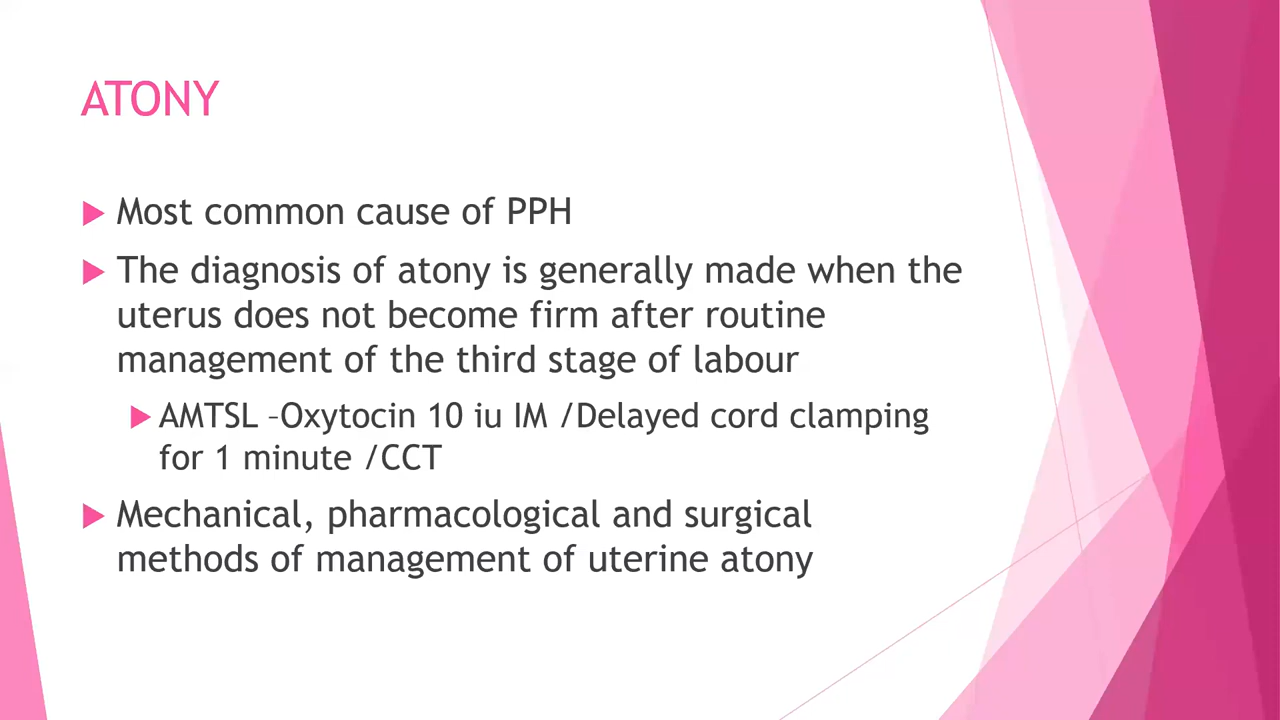 ATONY
Most common cause of PPH
The diagnosis of atony is generally made when the
uterus does not become firm after routine
management of the third stage of labour
AMTSL –Oxytocin 10 iu IM /Delayed cord clamping
for 1 minute /CCT
Mechanical, pharmacological and surgical
methods of management of uterine atony